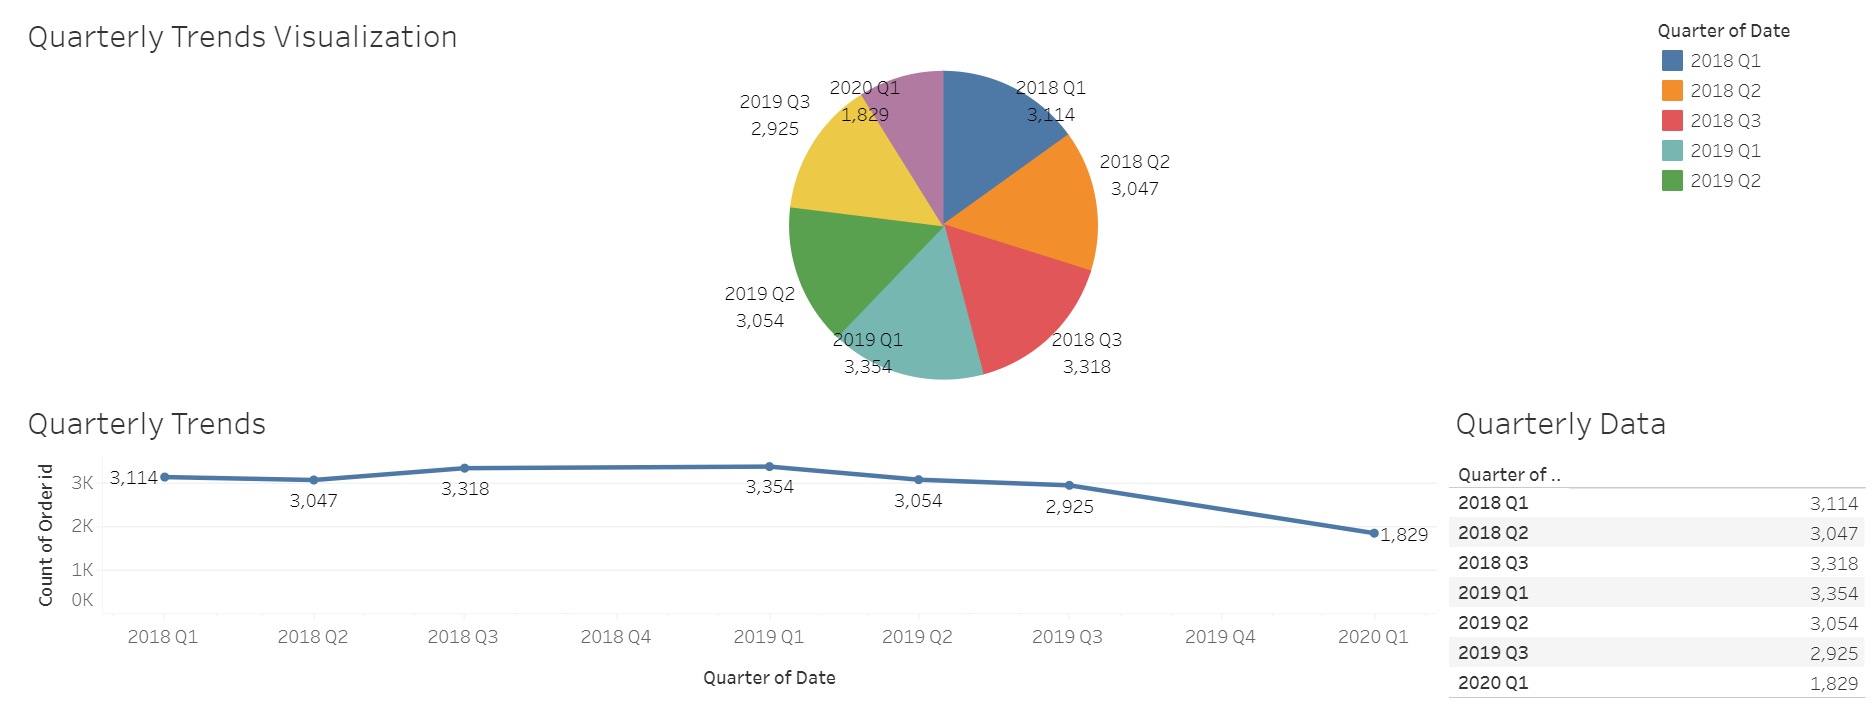 Quarterly Trends Visualization
2020 Q1
1,829
2018 Q1
3,114
2019 Q3
2,925
2018 Q2
3,047
2019 Q2
3,054
2019 Q1
3,354
2018 Q3
3,318
Quarter of Date
2018 Q1
2018 Q2
2018 Q3
2019 Q1
2019 Q2
Quarterly Trends
Count of Order id
3K
2K
1K
0K
3,114
3,047
3,318
3,354
3,054
2,925
1,829
2018 Q1
2018 Q2
2018 Q3
2018 Q4
2019 Q1
2019 Q2
2019 Q3
2019 Q4
2020 Q1
Quarter of Date
Quarterly Data
Quarter of ..
2018 Q1 3,114
2018 Q2 3,047
2018 Q3 3,318
2019 Q1 3,354
2019 Q2 3,054
2019 Q3 2,925
2020 Q1 1,829